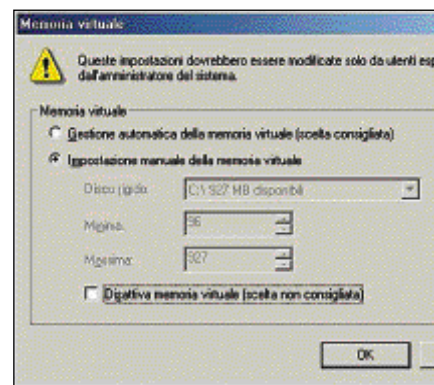 Memoria virtuale
Queste impostazioni dovrebbero essere modificate solo da utenti esp
dall'amministratore del sistema.
Memoria virtuale
Gestione automatica della memoria virtuale (scelta consigliata)
Impostazione manuale della memoria virtuale
Disco rigido: C:\ 927 MB disponibili
Minima: 96
Massima: 927
Disattiva memoria virtuale (scelta non consigliata)
OK